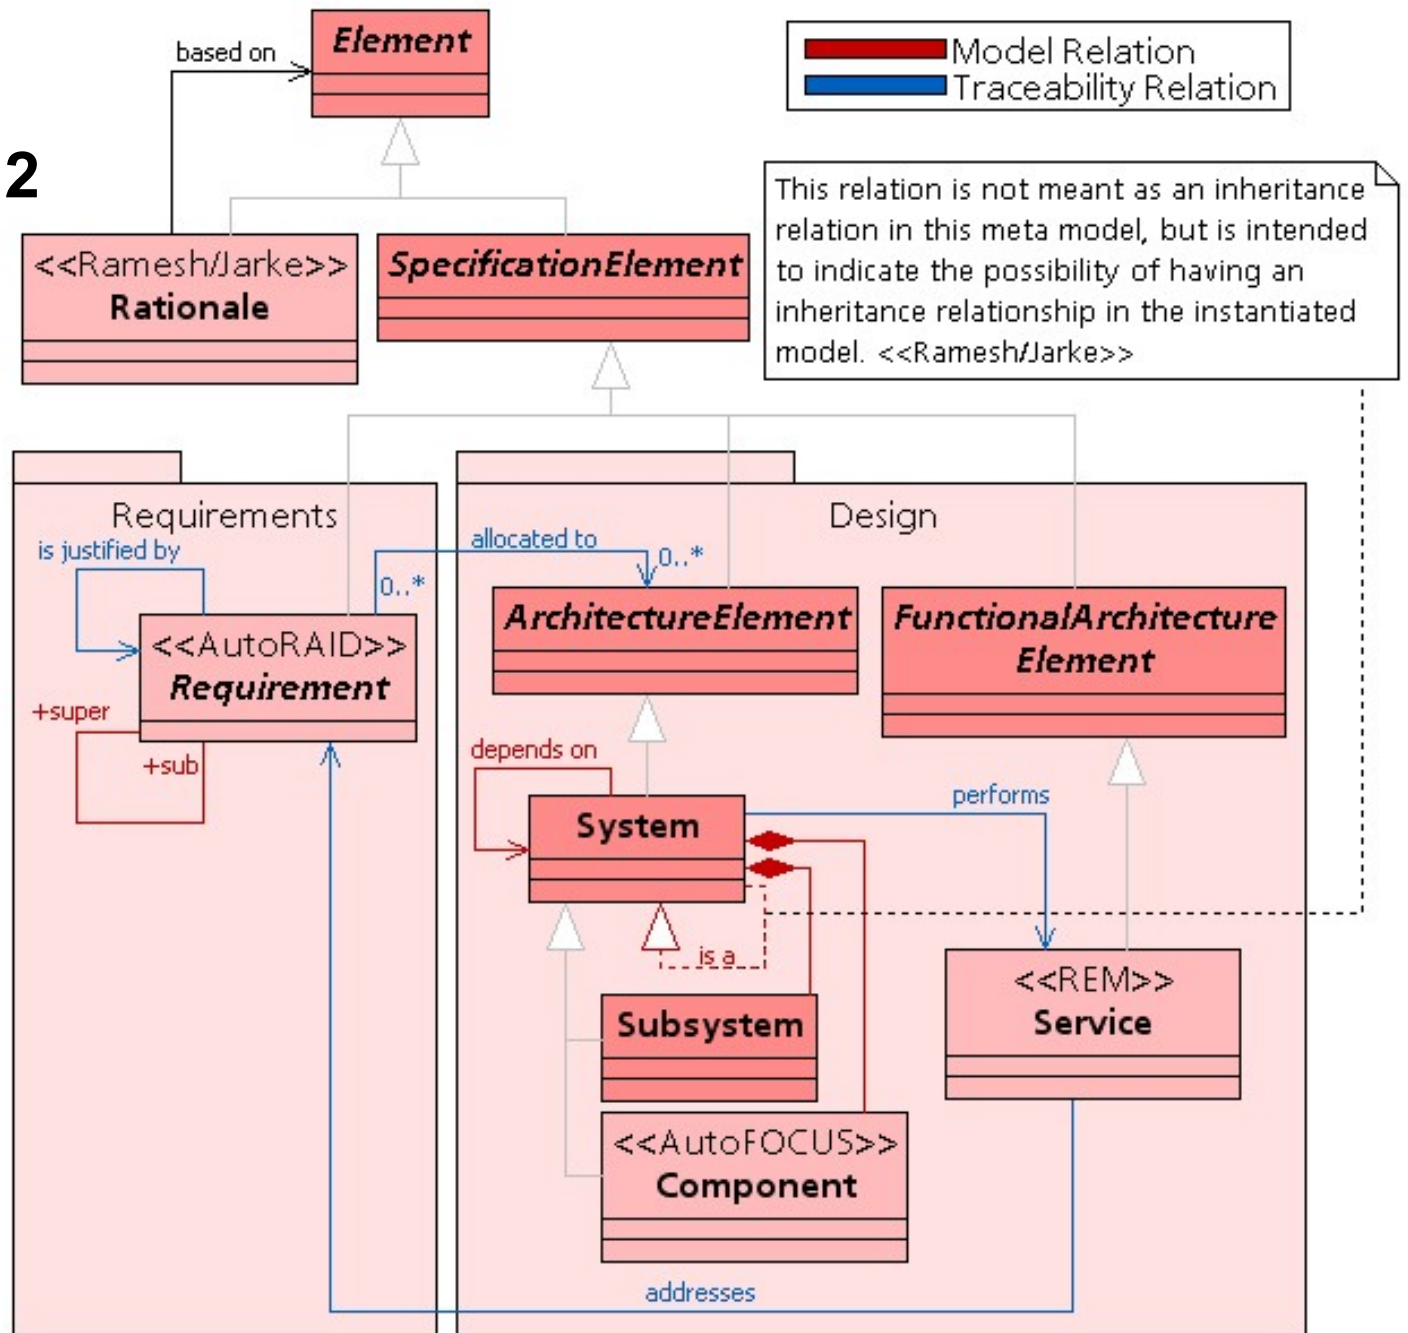 based on
Element
Model Relation
Traceability Relation
2
This relation is not meant as an inheritance
relation in this meta model, but is intended
to indicate the possibility of having an
inheritance relationship in the instantiated
model. <<Ramesh/Jarke>>
<<Ramesh/Jarke>>
Rationale
SpecificationElement
Requirements
Design
is justified by
allocated to
0..*
0..*
<<AutoRAID>>
Requirement
ArchitectureElement
FunctionalArchitecture
Element
+super
+sub
depends on
System
performs
is a
<<REM>>
Service
Subsystem
<<AutoFOCUS>>
Component
addresses